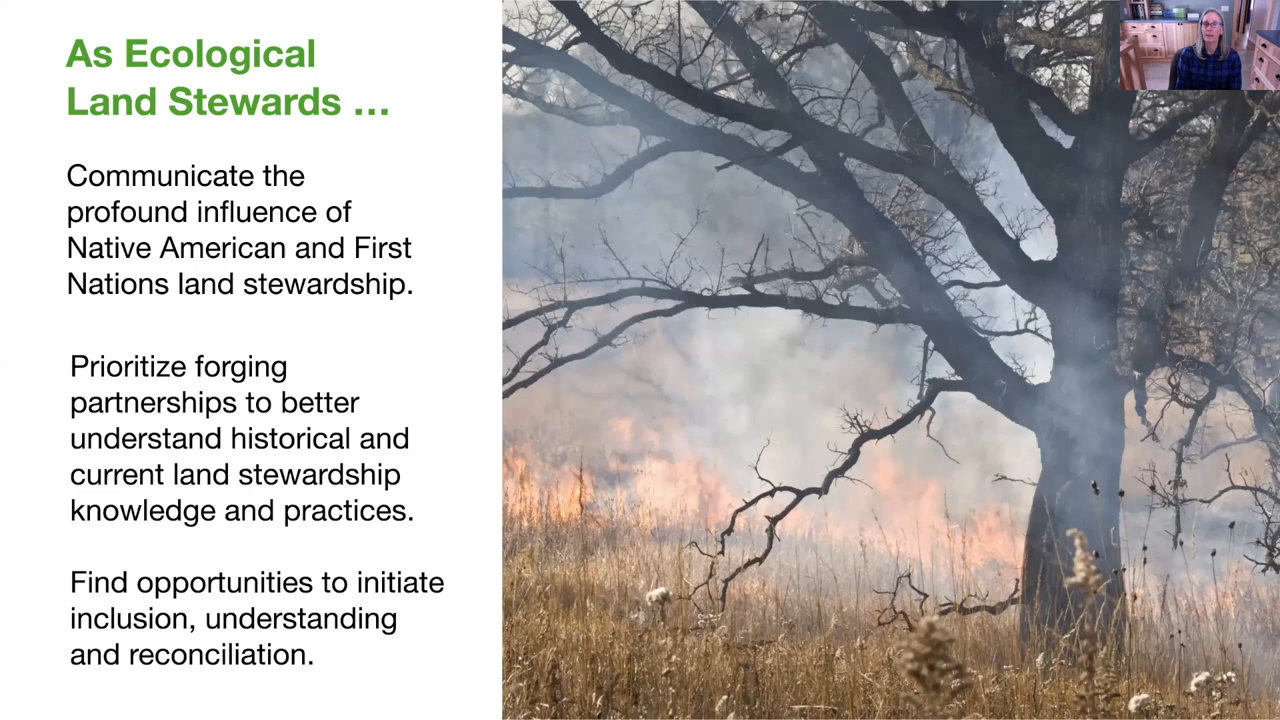 As Ecological
Land Stewards ...
Communicate the
profound influence of
Native American and First
Nations land stewardship.
Prioritize forging
partnerships to better
understand historical and
current land stewardship
knowledge and practices.
Find opportunities to initiate
inclusion, understanding
and reconciliation.